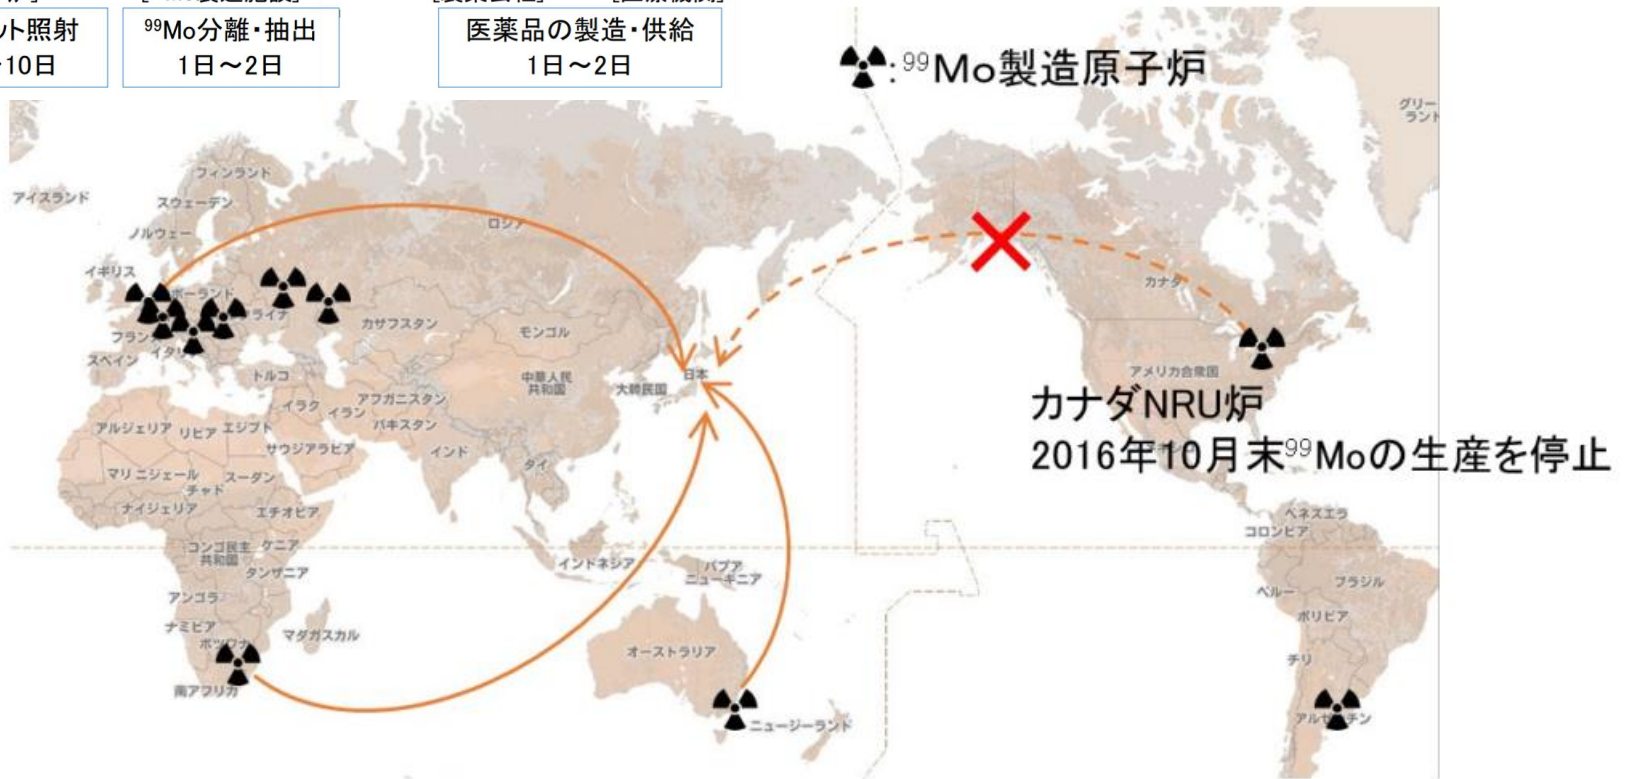 ット照射
10日
⁹⁹Mo分離・抽出
1日～2日
医薬品の製造・供給
1日～2日
:⁹⁹Mo製造原子炉
グリー
ラント
アイスランド
フィンランド
スウェーデン
ノルウェー
ロシア
イギリス
ポーランド
ライナ
カザフスタン
モンゴル
カナダ
フラン
イタリ
スペイン
トルコ
中華人民
共和国
大韓民国
日本
アメリカ合衆国
イラク
イラン
アフガニスタン
パキスタン
カナダNRU炉
2016年10月末⁹⁹Moの生産を停止
アルジェリア
リビア
エジプト
サウジアラビア
インド
タイ
マリ
ニジェール
チャド
スーダン
ナイジェリア
エチオピア
ベネズエラ
コロンビア
コンゴ民主
共和国
ケニア
タンザニア
インドネシア
パプア
ニューギニア
ブラジル
ペルー
アンゴラ
ボリビア
ナミビア
ボツワナ
マダガスカル
オーストラリア
チリ
南アフリカ
ニュージーランド
アルゼンチン